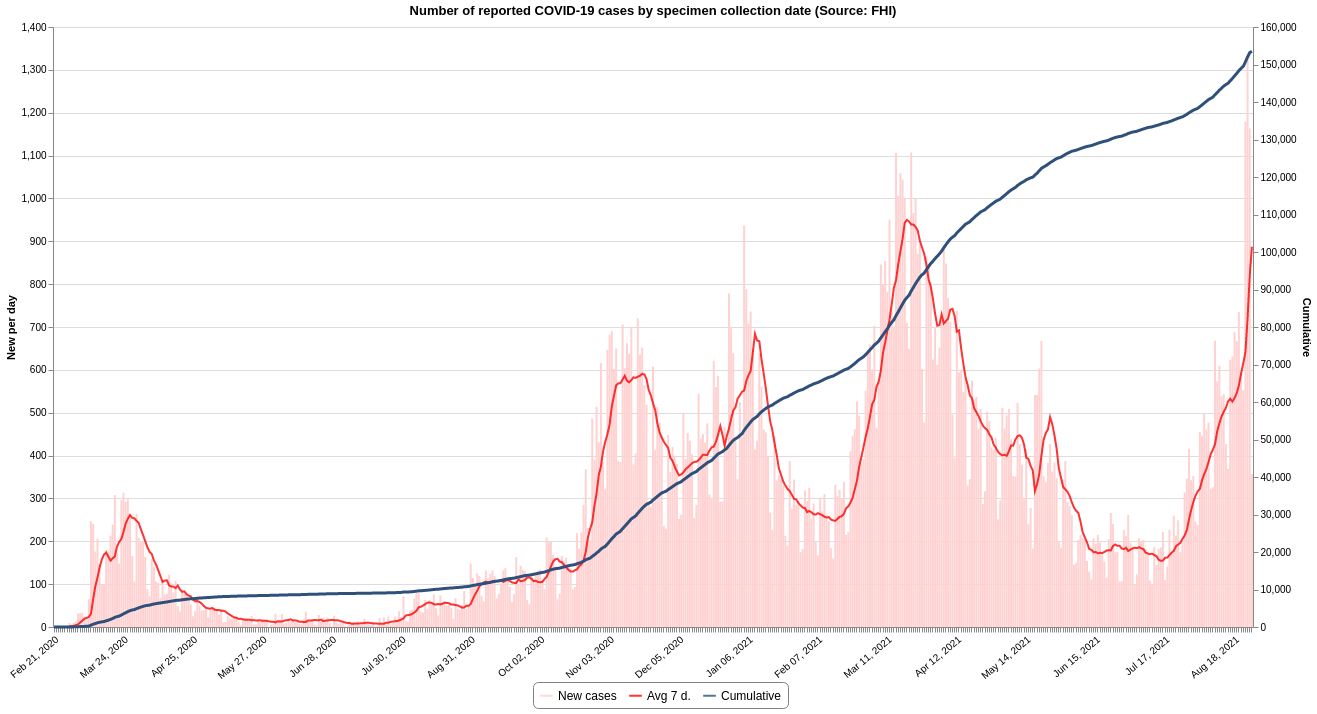 Number of reported COVID-19 cases by specimen collection date (Source: FHI)
1,400
1,300
1,200
1,100
1,000
900
800
700
600
500
400
300
200
100
0
New per day
160,000
150,000
140,000
130,000
120,000
110,000
100,000
90,000
80,000
70,000
60,000
50,000
40,000
30,000
20,000
10,000
0
Cumulative
Feb 21, 2020
Mar 24, 2020
Apr 25, 2020
May 27, 2020
Jun 28, 2020
Jul 30, 2020
Aug 31, 2020
Oct 02, 2020
Nov 03, 2020
Dec 05, 2020
Jan 06, 2021
Feb 07, 2021
Mar 11, 2021
Apr 12, 2021
May 14, 2021
Jun 15, 2021
Jul 17, 2021
Aug 18, 2021
New cases Avg 7 d. Cumulative